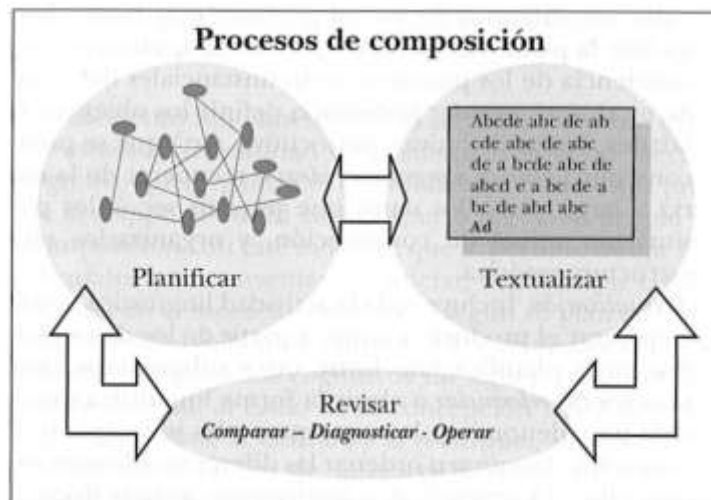 Procesos de composición
Abcde abc de ab
cde abc de abc
de a bcde abc de
abcd e a bc de a
bc de abd abc
Ad
Planificar
Textualizar
Revisar
Comparar – Diagnosticar - Operar